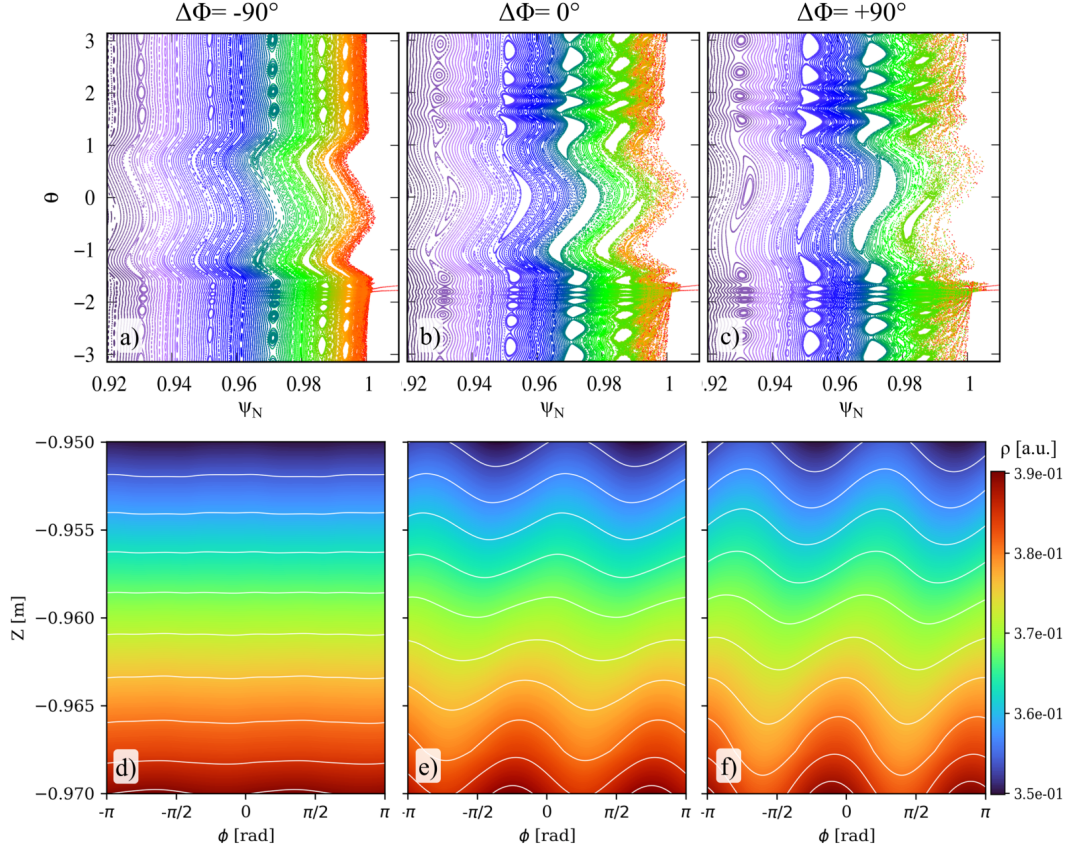 ΔΦ= -90° ΔΦ= 0° ΔΦ= +90°
3
2
1
0
−1
−2
−3
θ
a) b) c)
0.92 0.94 0.96 0.98 1 .92 0.94 0.96 0.98 1 .92 0.94 0.96 0.98 1
ψN ψN ψN
ρ [a.u.]
−0.950
−0.955
−0.960
−0.965
−0.970
Z [m]
3.9e-01
3.8e-01
3.7e-01
3.6e-01
3.5e-01
d) e) f)
-π -π/2 0 π/2 π -π/2 0 π/2 π -π/2 0 π/2 π
ϕ [rad] ϕ [rad] ϕ [rad]